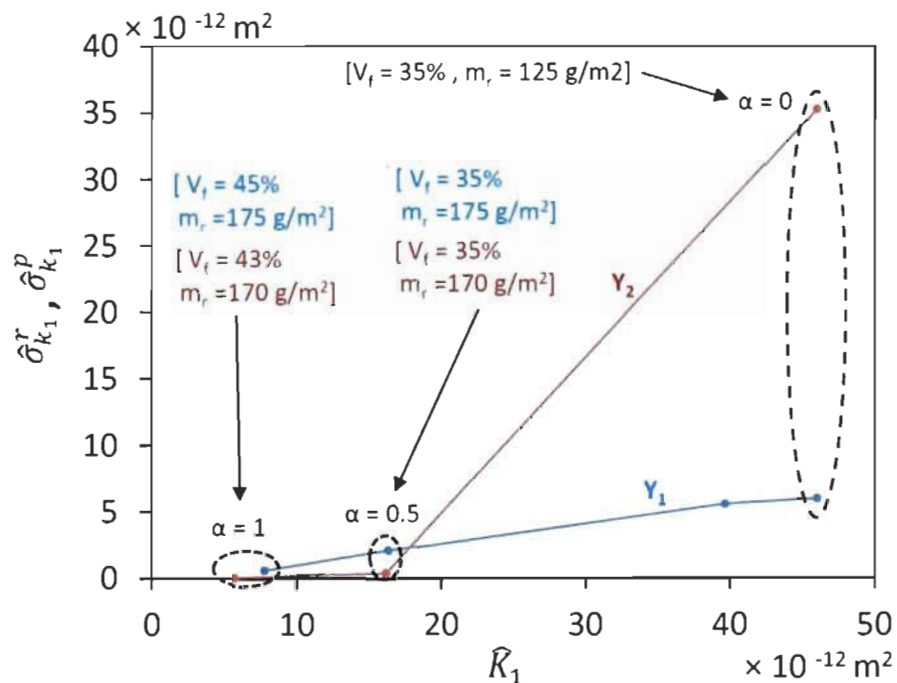 × 10 ⁻¹² m²
40
35
30
25
20
15
10
5
0
σ̂ʳₖ₁ , σ̂ᵖₖ₁
[V_f = 35% , m_r = 125 g/m2]
α = 0
[ V_f = 45%
m_r =175 g/m²]
[ V_f = 43%
m_r =170 g/m²]
[ V_f = 35%
m_r =175 g/m²]
[ V_f = 35%
m_r =170 g/m²]
Y₂
Y₁
α = 1
α = 0.5
0 10 20 30 40 50
K̂₁
× 10 ⁻¹² m²